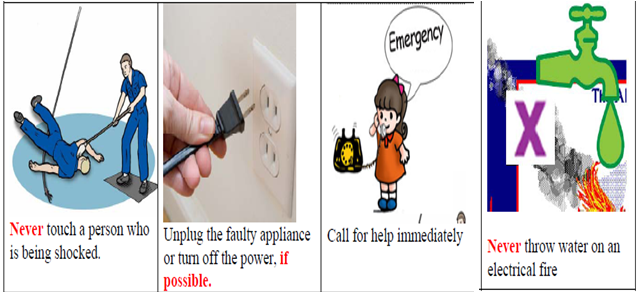 Never touch a person who
is being shocked.
Unplug the faulty appliance
or turn off the power, if
possible.
Emergency
Call for help immediately
X
Never throw water on an
electrical fire